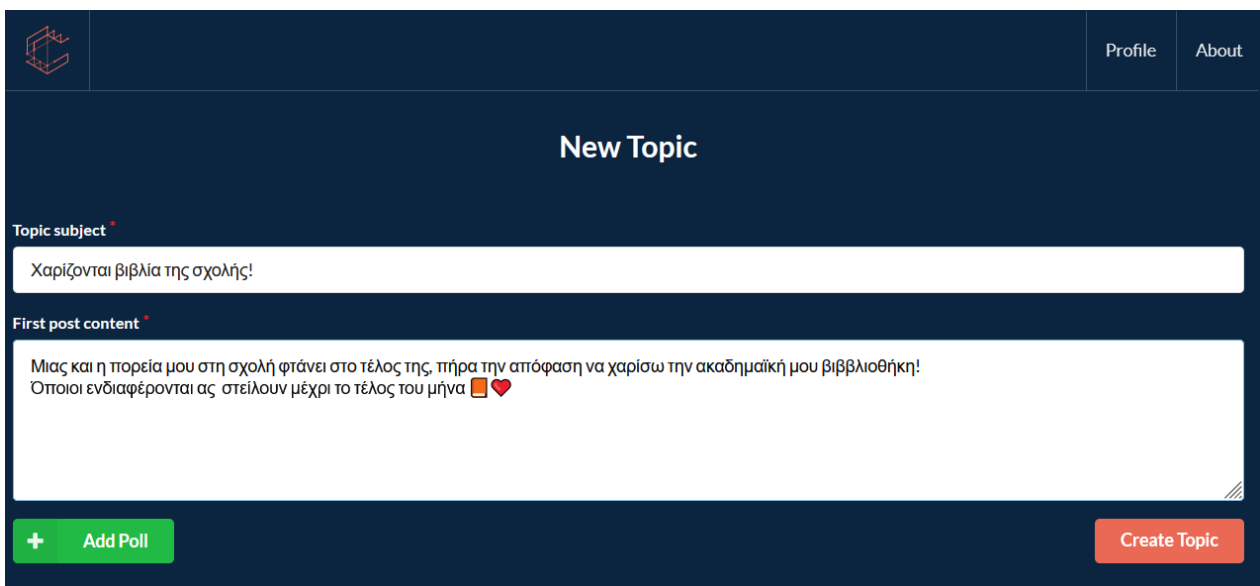 Profile About
New Topic
Topic subject *
Χαρίζονται βιβλία της σχολής!
First post content *
Μιας και η πορεία μου στη σχολή φτάνει στο τέλος της, πήρα την απόφαση να χαρίσω την ακαδημαϊκή μου βιββλιοθήκη!
Όποιοι ενδιαφέρονται ας στείλουν μέχρι το τέλος του μήνα 📙❤️
+ Add Poll Create Topic